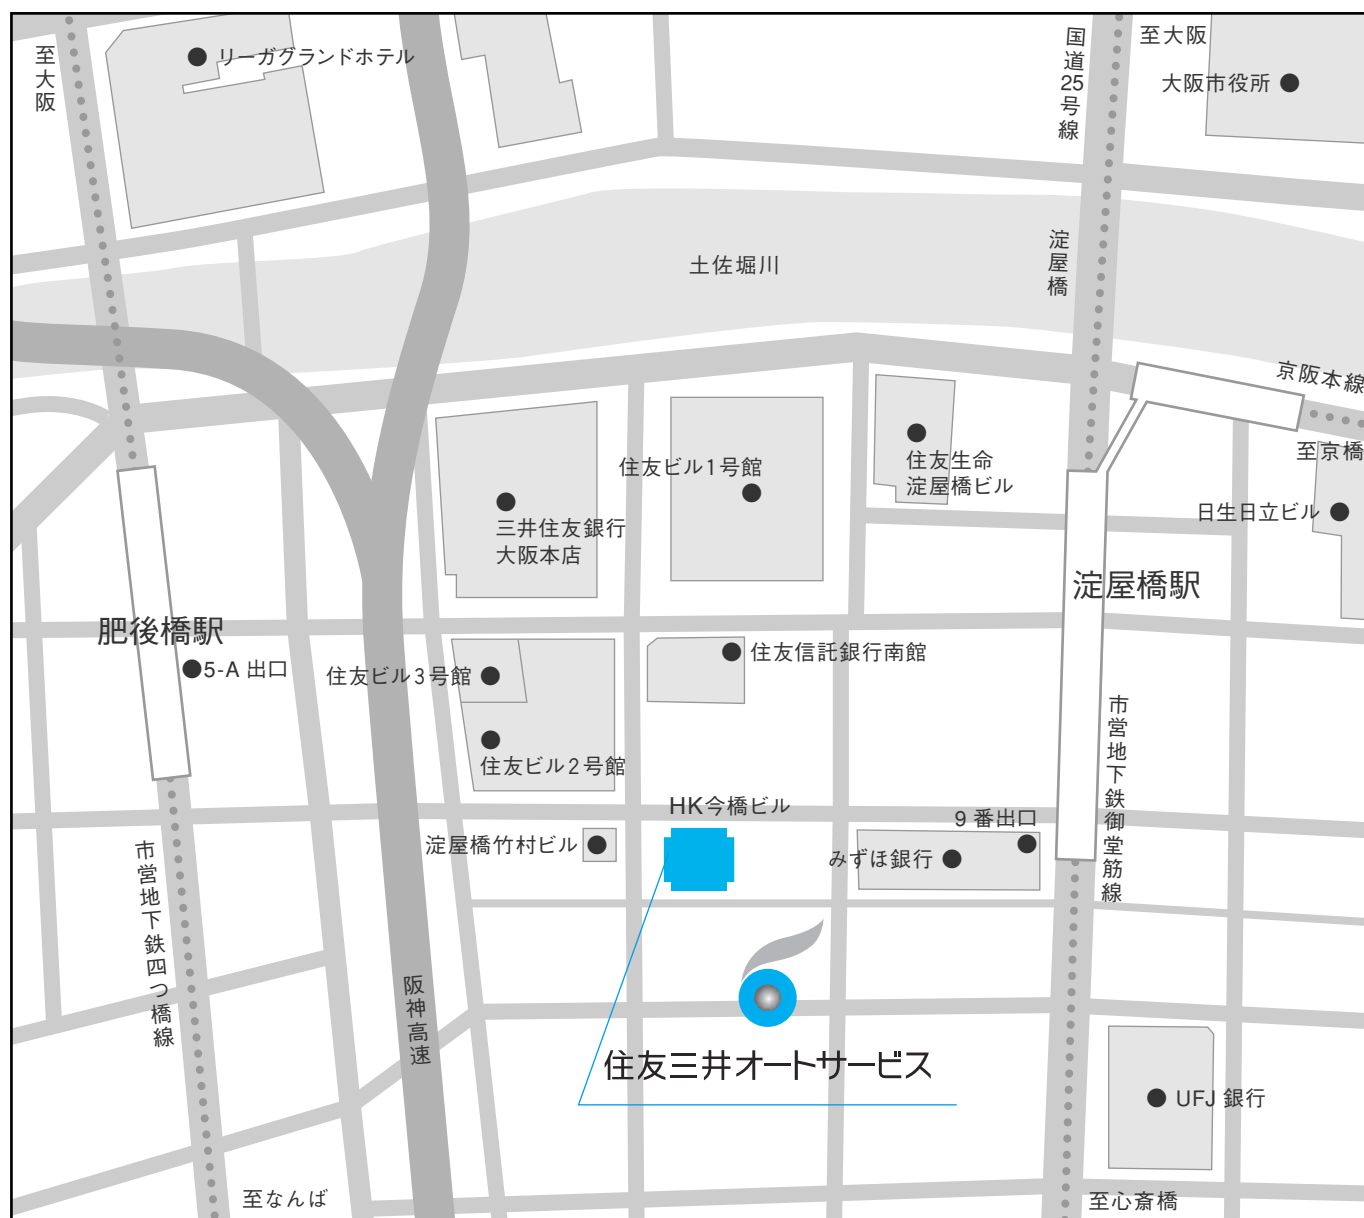 至大阪
リーガグランドホテル
国道25号線
至大阪
大阪市役所
淀屋橋
土佐堀川
京阪本線
至京橋
住友生命
淀屋橋ビル
住友ビル1号館
三井住友銀行
大阪本店
日生日立ビル
淀屋橋駅
肥後橋駅
5-A 出口
住友ビル3号館
住友信託銀行南館
住友ビル2号館
市営地下鉄御堂筋線
HK今橋ビル
9 番出口
淀屋橋竹村ビル
みずほ銀行
市営地下鉄四つ橋線
阪神高速
住友三井オートサービス
UFJ 銀行
至なんば
至心斎橋